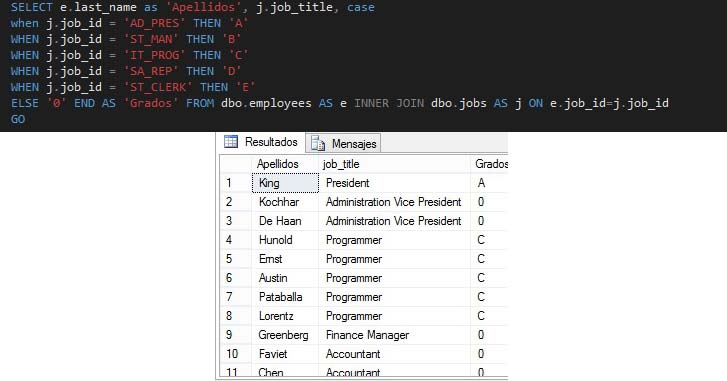 SELECT e.last_name as 'Apellidos', j.job_title, case
when j.job_id = 'AD_PRES' THEN 'A'
WHEN j.job_id = 'ST_MAN' THEN 'B'
WHEN j.job_id = 'IT_PROG' THEN 'C'
WHEN j.job_id = 'SA_REP' THEN 'D'
WHEN j.job_id = 'ST_CLERK' THEN 'E'
ELSE '0' END AS 'Grados' FROM dbo.employees AS e INNER JOIN dbo.jobs AS j ON e.job_id=j.job_id
GO
Resultados Mensajes
Apellidos job_title Grados
1 King President A
2 Kochhar Administration Vice President 0
3 De Haan Administration Vice President 0
4 Hunold Programmer C
5 Ernst Programmer C
6 Austin Programmer C
7 Pataballa Programmer C
8 Lorentz Programmer C
9 Greenberg Finance Manager 0
10 Faviet Accountant 0
11 Chen Accountant 0